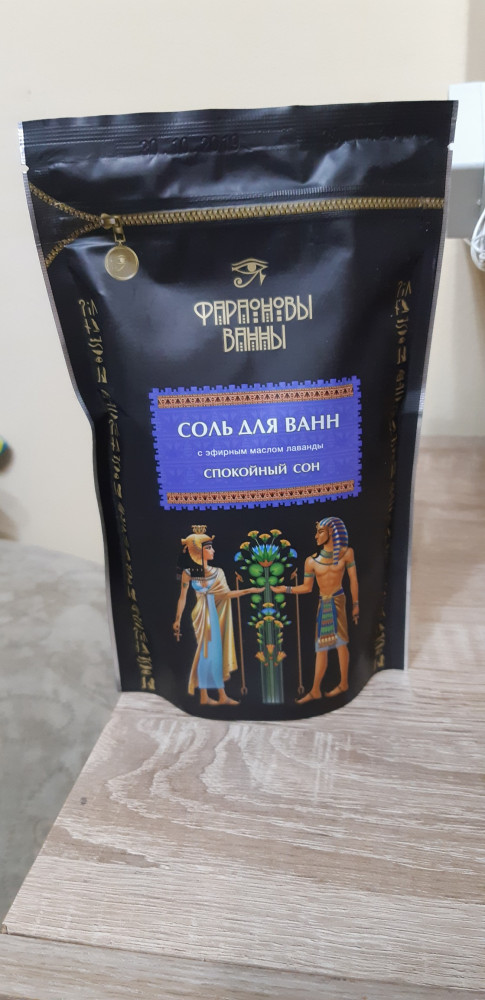 ФАРАОНОВЫ
ВАННЫ
СОЛЬ ДЛЯ ВАНН
с эфирным маслом лаванды
СПОКОЙНЫЙ СОН